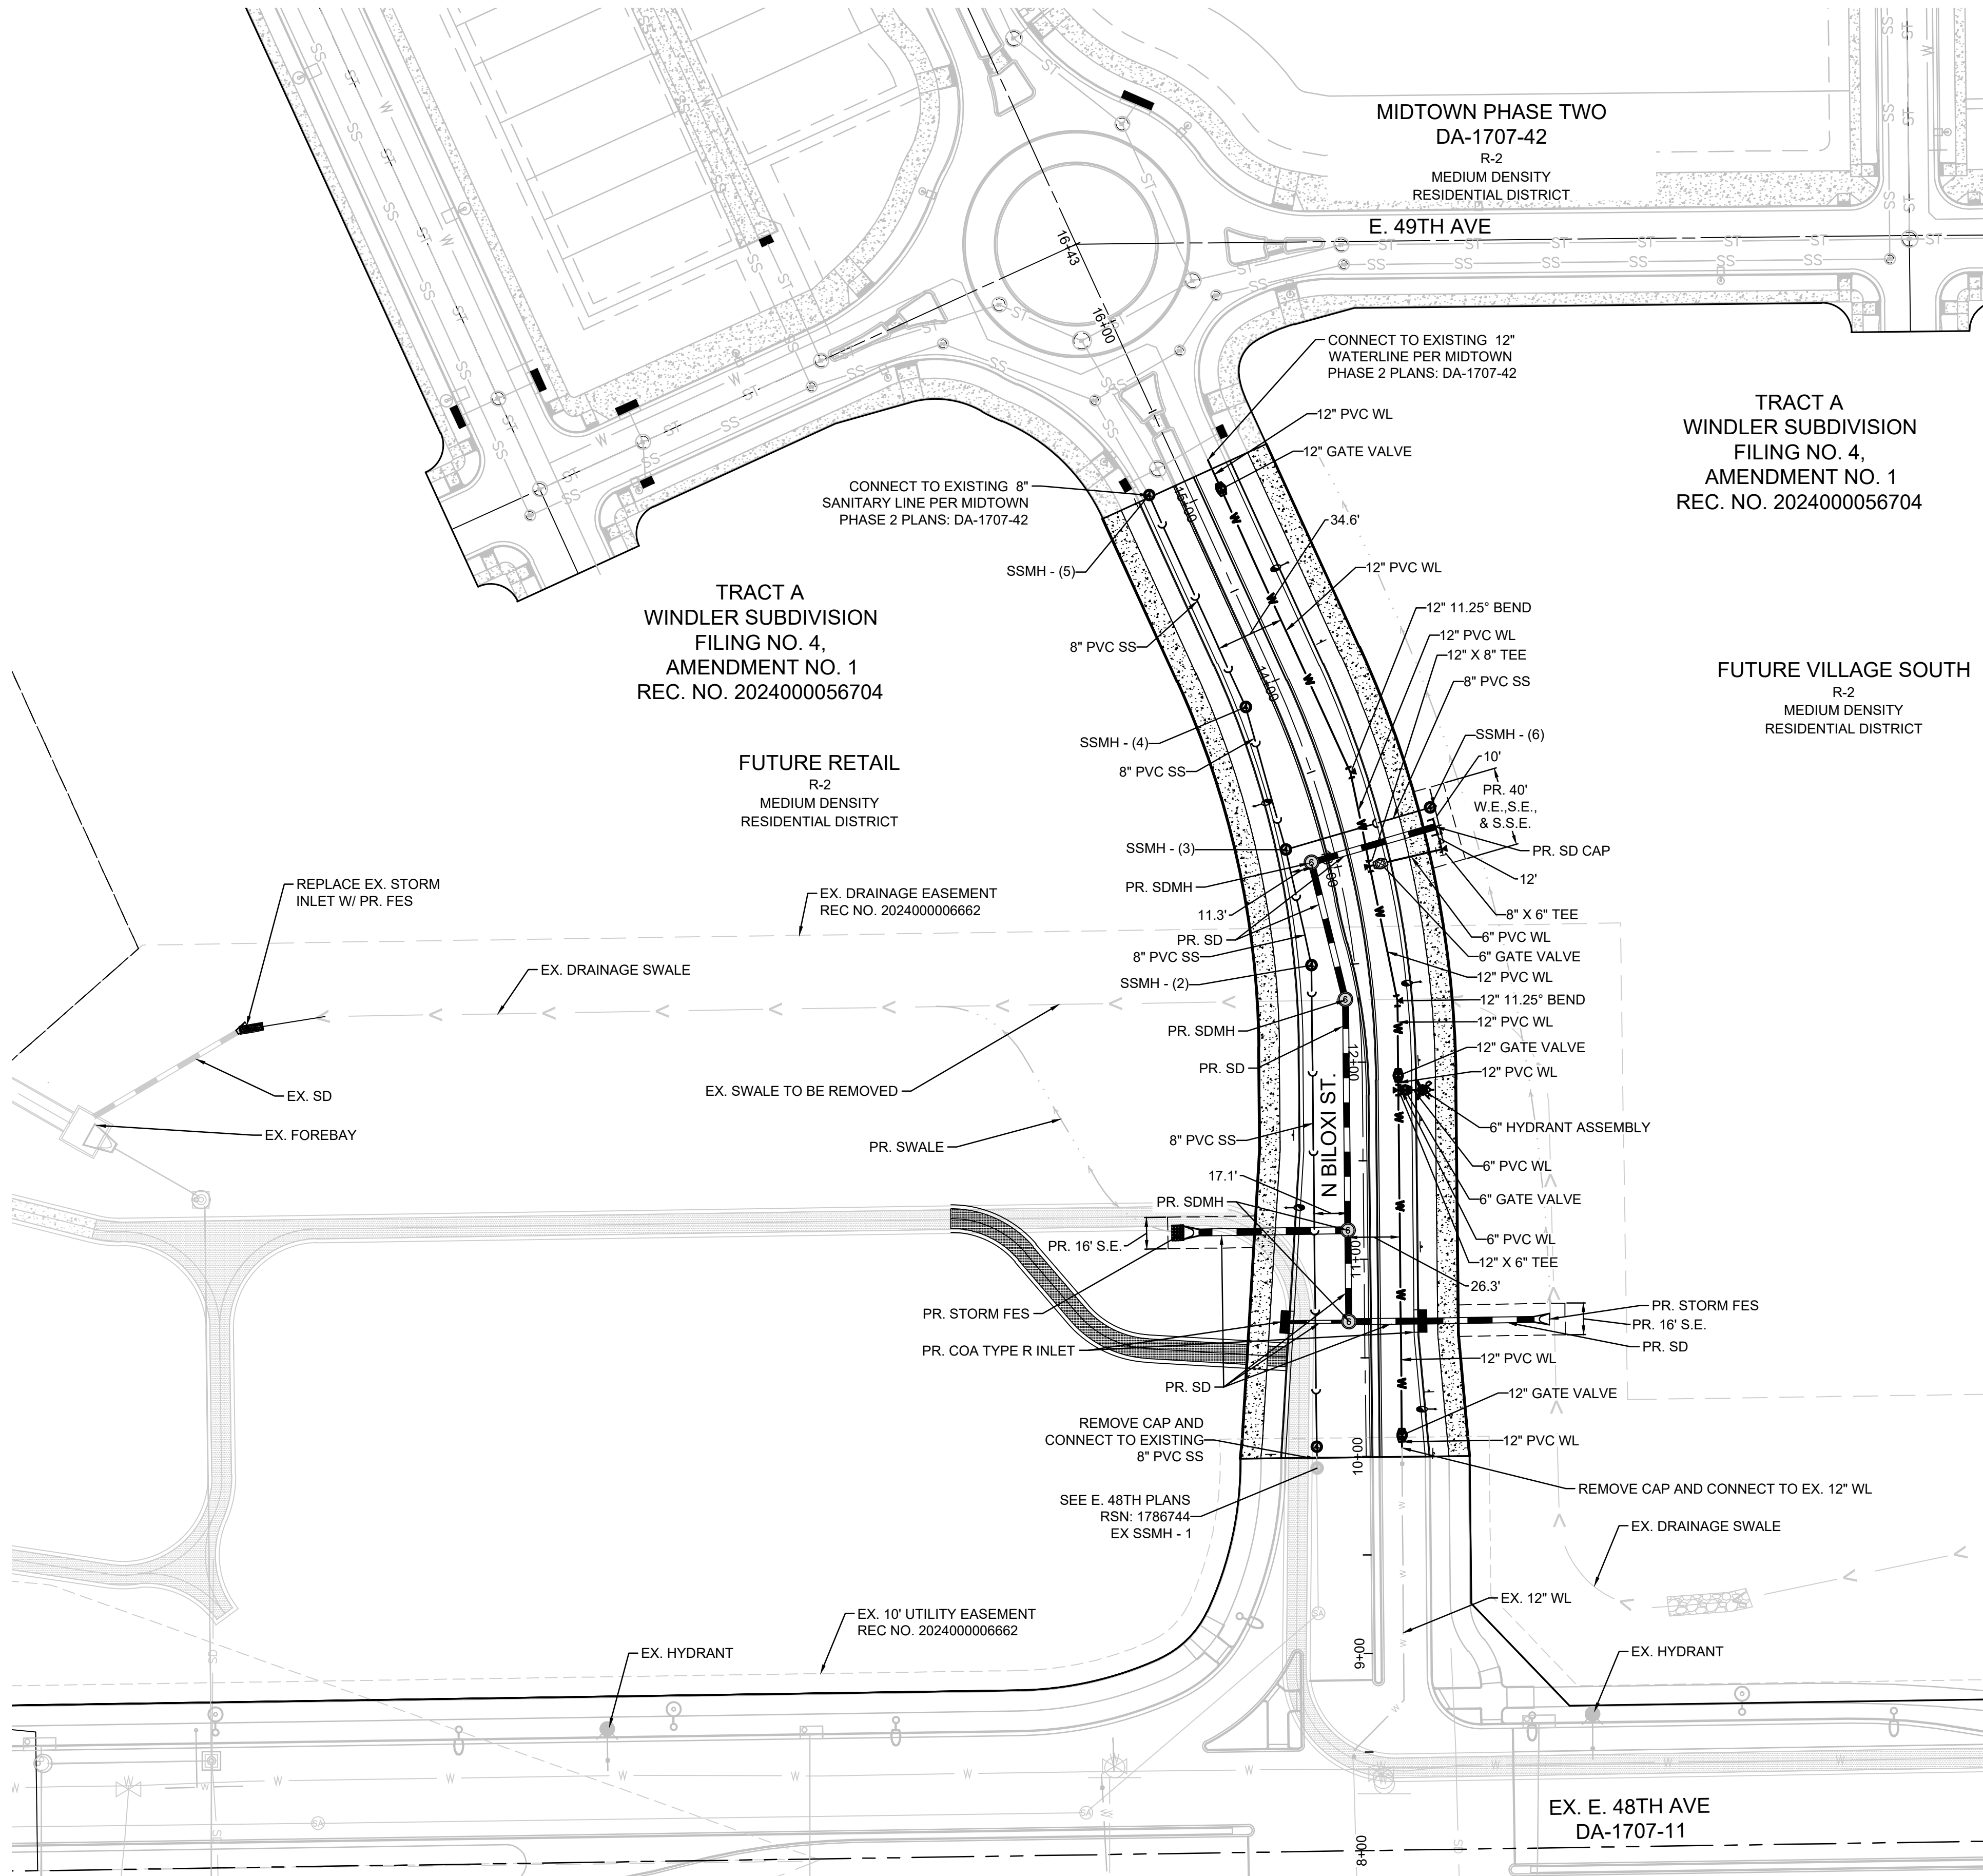 MIDTOWN PHASE TWO
DA-1707-42
R-2
MEDIUM DENSITY
RESIDENTIAL DISTRICT
E. 49TH AVE
16+43
16+00
CONNECT TO EXISTING 12"
WATERLINE PER MIDTOWN
PHASE 2 PLANS: DA-1707-42
12" PVC WL
12" GATE VALVE
TRACT A
WINDLER SUBDIVISION
FILING NO. 4,
AMENDMENT NO. 1
REC. NO. 2024000056704
CONNECT TO EXISTING 8"
SANITARY LINE PER MIDTOWN
PHASE 2 PLANS: DA-1707-42
15+00
34.6'
SSMH - (5)
12" PVC WL
TRACT A
WINDLER SUBDIVISION
FILING NO. 4,
AMENDMENT NO. 1
REC. NO. 2024000056704
12" 11.25° BEND
12" PVC WL
12" X 8" TEE
8" PVC SS
8" PVC SS
14+00
FUTURE VILLAGE SOUTH
R-2
MEDIUM DENSITY
RESIDENTIAL DISTRICT
SSMH - (6)
10'
PR. 40'
W.E.,S.E.,
& S.S.E.
SSMH - (4)
8" PVC SS
FUTURE RETAIL
R-2
MEDIUM DENSITY
RESIDENTIAL DISTRICT
SSMH - (3)
PR. SD CAP
12'
PR. SDMH
11.3'
8" X 6" TEE
REPLACE EX. STORM
INLET W/ PR. FES
EX. DRAINAGE EASEMENT
REC NO. 2024000006662
PR. SD
8" PVC SS
6" PVC WL
6" GATE VALVE
12" PVC WL
EX. DRAINAGE SWALE
SSMH - (2)
12" 11.25° BEND
12" PVC WL
PR. SDMH
12" GATE VALVE
PR. SD
12" PVC WL
12+00
EX. SD
EX. SWALE TO BE REMOVED
EX. FOREBAY
PR. SWALE
8" PVC SS
N BILOXI ST.
6" HYDRANT ASSEMBLY
6" PVC WL
17.1'
6" GATE VALVE
PR. SDMH
PR. 16' S.E.
6" PVC WL
12" X 6" TEE
11+00
26.3'
PR. STORM FES
PR. STORM FES
PR. 16' S.E.
PR. SD
PR. COA TYPE R INLET
12" PVC WL
PR. SD
12" GATE VALVE
REMOVE CAP AND
CONNECT TO EXISTING
8" PVC SS
12" PVC WL
10+00
REMOVE CAP AND CONNECT TO EX. 12" WL
SEE E. 48TH PLANS
RSN: 1786744
EX SSMH - 1
EX. DRAINAGE SWALE
EX. 12" WL
EX. 10' UTILITY EASEMENT
REC NO. 2024000006662
EX. HYDRANT
9+00
EX. HYDRANT
EX. E. 48TH AVE
DA-1707-11
8+00